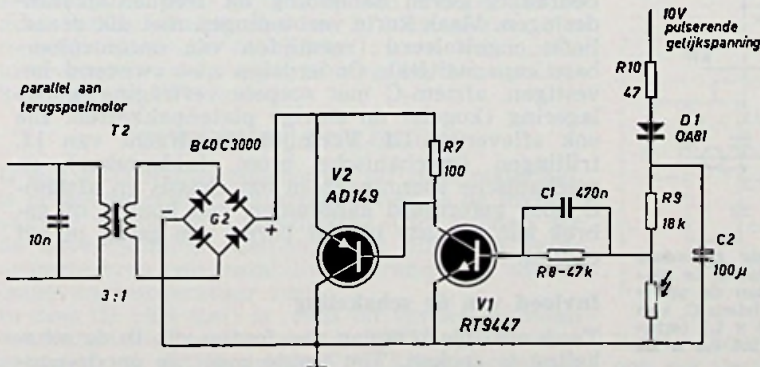 10V
pulserende
gelijkspanning
R10
47
D1
OA81
parallel aan
terugspoelmotor
T2
B40C3000
V2
AD149
R7
100
C1
470n
R9
18k
C2
100µ
10n
G2
-
+
R8-47k
3:1
V1
RT9447